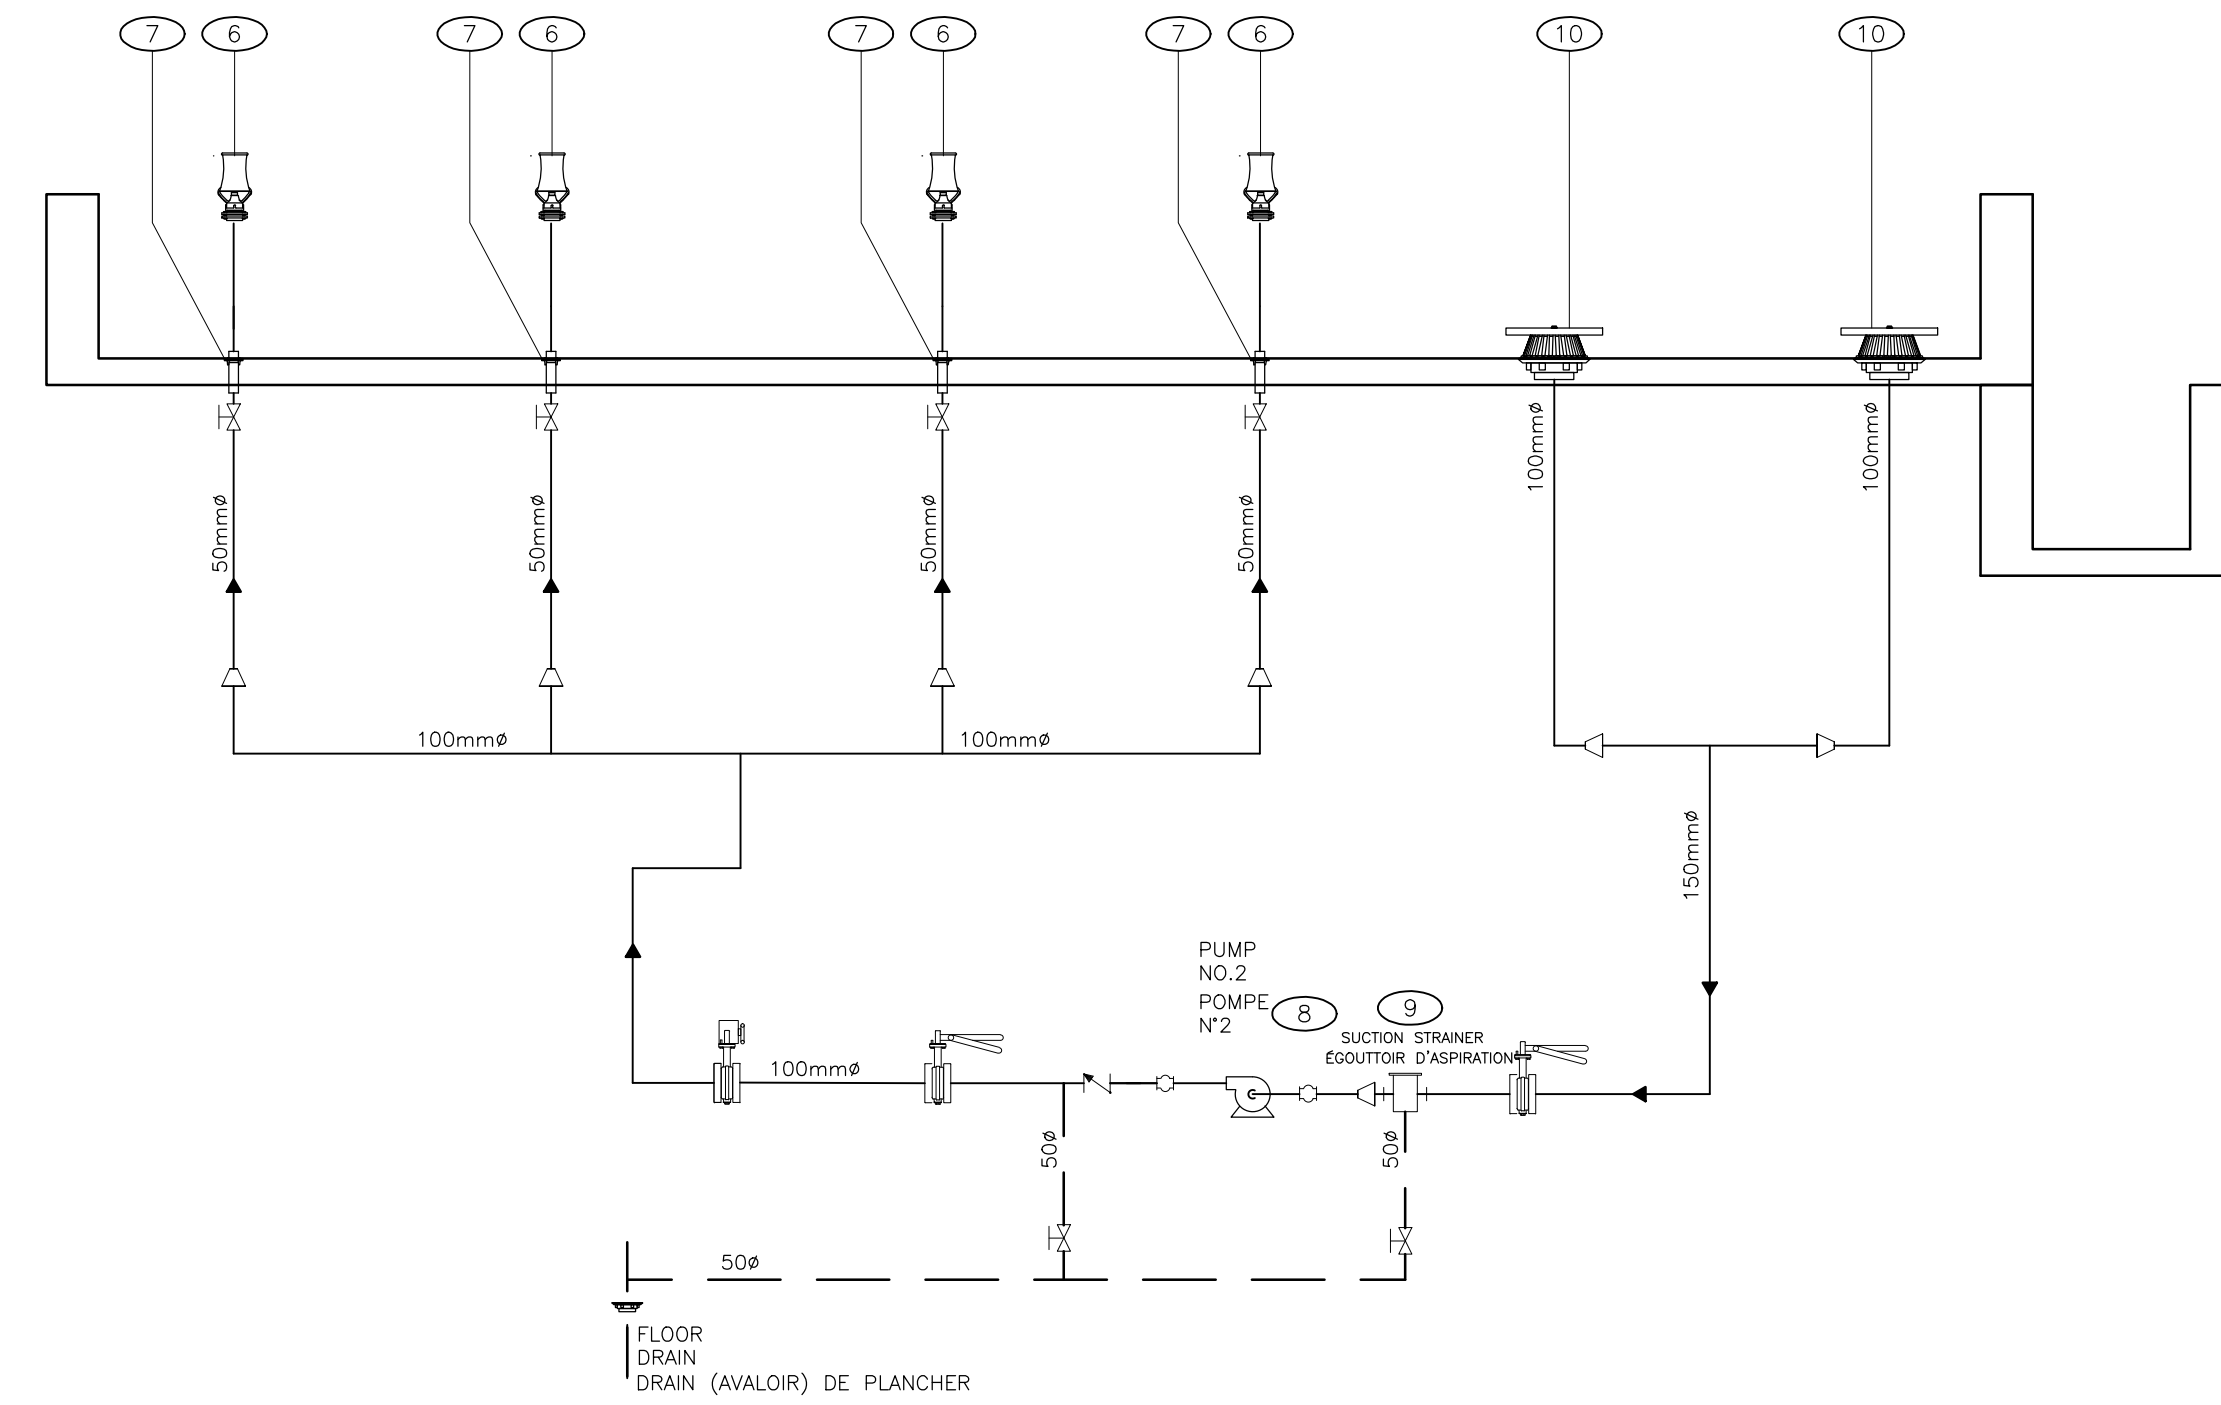 7
6
7
6
7
6
7
6
10
10
100mmø
100mmø
50mmø
50mmø
50mmø
50mmø
100mmø
100mmø
150mmø
PUMP
NO.2
POMPE
N°2
8
9
SUCTION STRAINER
ÉGOUTTOIR D'ASPIRATION
100mmø
50ø
50ø
50ø
FLOOR
DRAIN
DRAIN (AVALOIR) DE PLANCHER